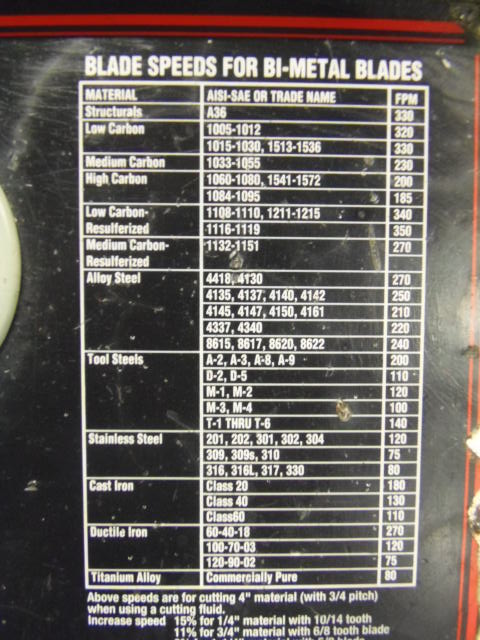 BLADE SPEEDS FOR BI-METAL BLADES
MATERIAL AISI-SAE OR TRADE NAME FPM
Structurals A36 330
Low Carbon 1005-1012 320
1015-1030, 1513-1536 330
Medium Carbon 1033-1055 230
High Carbon 1060-1080, 1541-1572 200
1084-1095 185
Low Carbon- 1108-1110, 1211-1215 340
Resulferized 1116-1119 350
Medium Carbon- 1132-1151 270
Resulferized
Alloy Steel 4418, 4130 270
4135, 4137, 4140, 4142 250
4145, 4147, 4150, 4161 210
4337, 4340 220
8615, 8617, 8620, 8622 240
Tool Steels A-2, A-3, A-8, A-9 200
D-2, D-5 110
M-1, M-2 120
M-3, M-4 100
T-1 THRU T-6 140
Stainless Steel 201, 202, 301, 302, 304 120
309, 309s, 310 75
316, 316L, 317, 330 80
Cast Iron Class 20 180
Class 40 130
Class60 110
Ductile Iron 60-40-18 270
100-70-03 120
120-90-02 75
Titanium Alloy Commercially Pure 80
Above speeds are for cutting 4" material (with 3/4 pitch)
when using a cutting fluid.
Increase speed 15% for 1/4" material with 10/14 tooth
11% for 3/4" material with 6/8 tooth blade